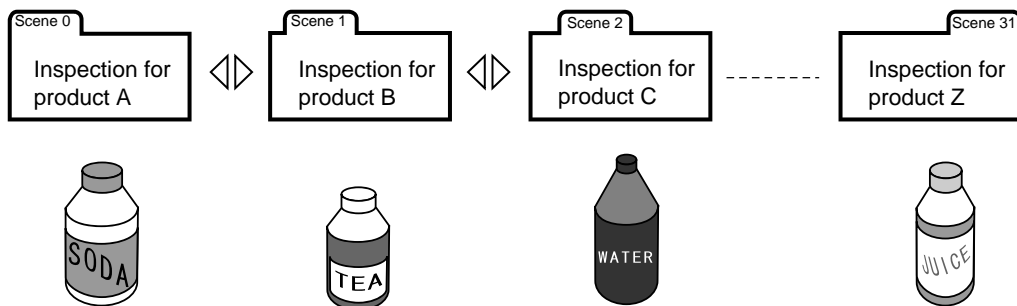 Scene 0
Inspection for
product A
Scene 1
Inspection for
product B
Scene 2
Inspection for
product C
Scene 31
Inspection for
product Z
SODA
TEA
WATER
JUICE